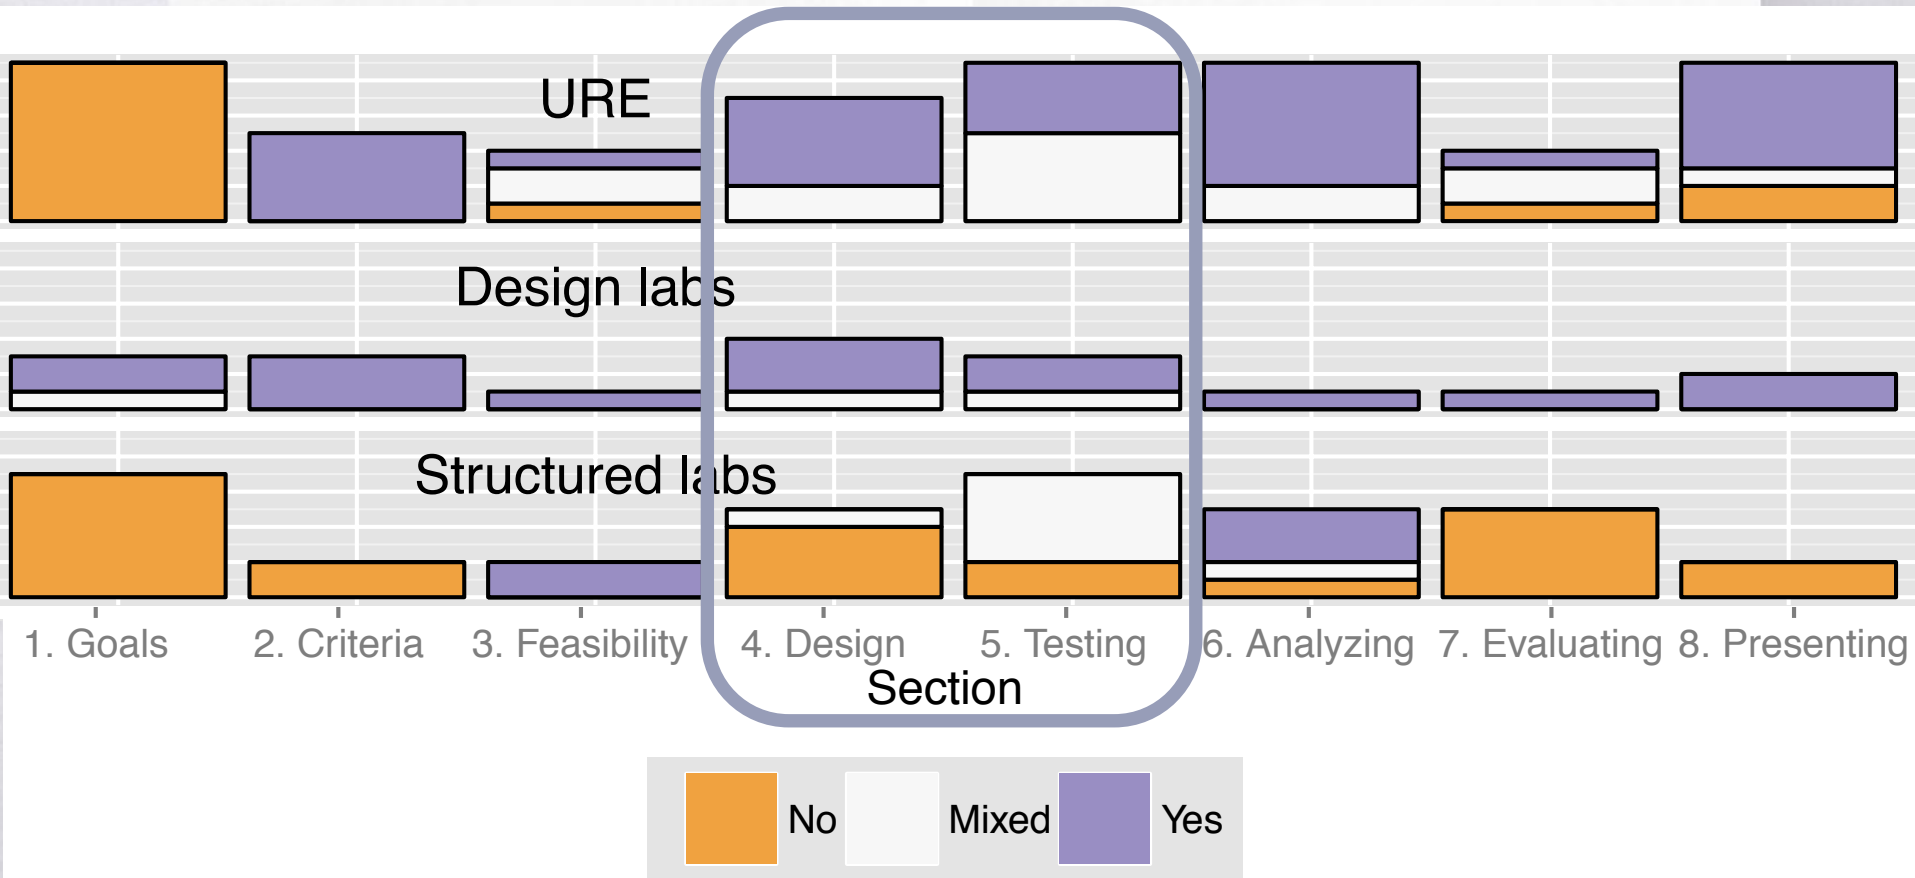 URE
Design labs
Structured labs
1. Goals 2. Criteria 3. Feasibility 4. Design 5. Testing 6. Analyzing 7. Evaluating 8. Presenting
Section
No Mixed Yes